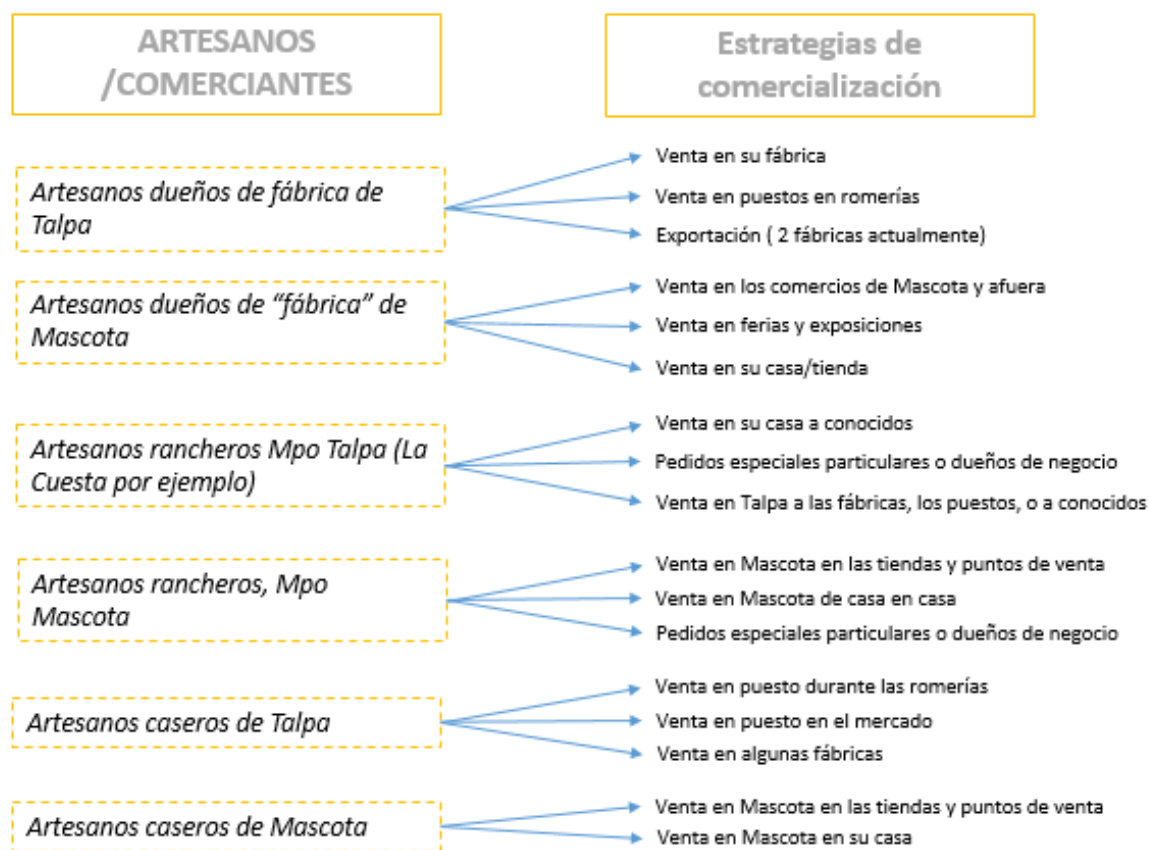 ARTESANOS
/COMERCIANTES
Estrategias de
comercialización
Artesanos dueños de fábrica de
Talpa
Venta en su fábrica
Venta en puestos en romerías
Exportación ( 2 fábricas actualmente)
Artesanos dueños de “fábrica” de
Mascota
Venta en los comercios de Mascota y afuera
Venta en ferias y exposiciones
Venta en su casa/tienda
Artesanos rancheros Mpo Talpa (La
Cuesta por ejemplo)
Venta en su casa a conocidos
Pedidos especiales particulares o dueños de negocio
Venta en Talpa a las fábricas, los puestos, o a conocidos
Artesanos rancheros, Mpo
Mascota
Venta en Mascota en las tiendas y puntos de venta
Venta en Mascota de casa en casa
Pedidos especiales particulares o dueños de negocio
Artesanos caseros de Talpa
Venta en puesto durante las romerías
Venta en puesto en el mercado
Venta en algunas fábricas
Artesanos caseros de Mascota
Venta en Mascota en las tiendas y puntos de venta
Venta en Mascota en su casa